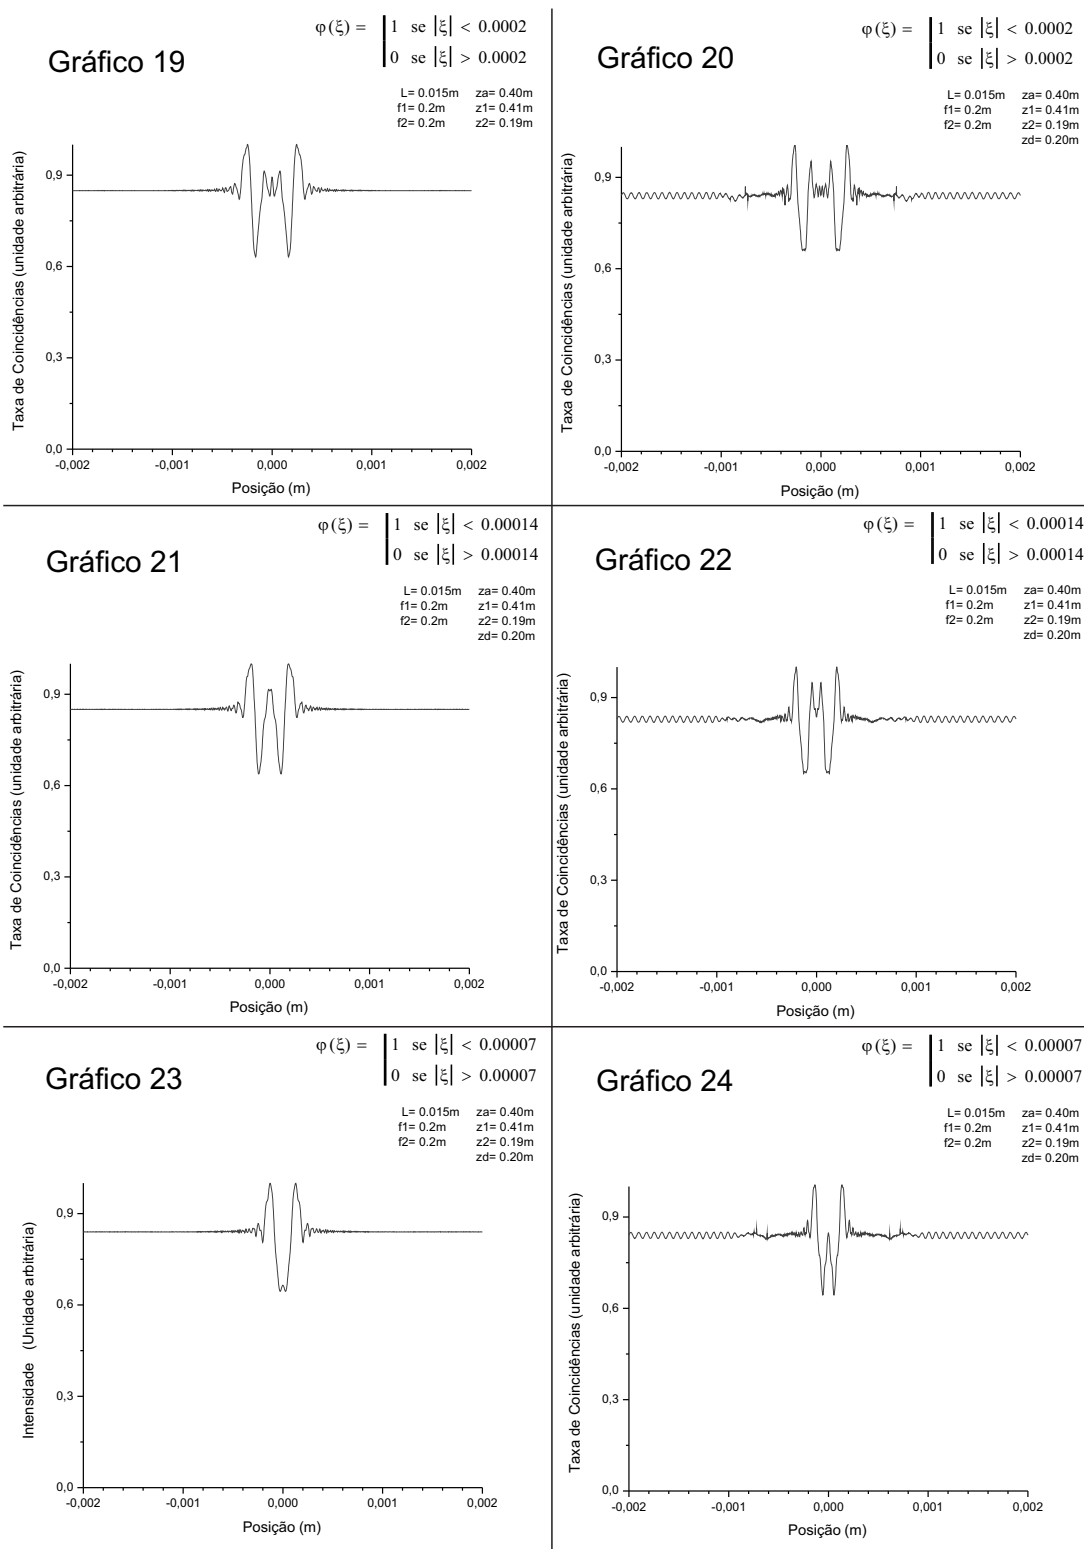 Gráfico 19
φ(ξ) = 1 se |ξ| < 0.0002
0 se |ξ| > 0.0002
L= 0.015m za= 0.40m
f1= 0.2m z1= 0.41m
f2= 0.2m z2= 0.19m
Taxa de Coincidências (unidade arbitrária)
0,9
0,6
0,3
0,0
-0,002 -0,001 0,000 0,001 0,002
Posição (m)
Gráfico 20
φ(ξ) = 1 se |ξ| < 0.0002
0 se |ξ| > 0.0002
L= 0.015m za= 0.40m
f1= 0.2m z1= 0.41m
f2= 0.2m z2= 0.19m
zd= 0.20m
Taxa de Coincidências (unidade arbitrária)
0,9
0,6
0,3
0,0
-0,002 -0,001 0,000 0,001 0,002
Posição (m)
Gráfico 21
φ(ξ) = 1 se |ξ| < 0.00014
0 se |ξ| > 0.00014
L= 0.015m za= 0.40m
f1= 0.2m z1= 0.41m
f2= 0.2m z2= 0.19m
zd= 0.20m
Taxa de Coincidências (unidade arbitrária)
0,9
0,6
0,3
0,0
-0,002 -0,001 0,000 0,001 0,002
Posição (m)
Gráfico 22
φ(ξ) = 1 se |ξ| < 0.00014
0 se |ξ| > 0.00014
L= 0.015m za= 0.40m
f1= 0.2m z1= 0.41m
f2= 0.2m z2= 0.19m
zd= 0.20m
Taxa de Coincidências (unidade arbitrária)
0,9
0,6
0,3
0,0
-0,002 -0,001 0,000 0,001 0,002
Posição (m)
Gráfico 23
φ(ξ) = 1 se |ξ| < 0.00007
0 se |ξ| > 0.00007
L= 0.015m za= 0.40m
f1= 0.2m z1= 0.41m
f2= 0.2m z2= 0.19m
zd= 0.20m
Intensidade (Unidade arbitrária)
0,9
0,6
0,3
0,0
-0,002 -0,001 0,000 0,001 0,002
Posição (m)
Gráfico 24
φ(ξ) = 1 se |ξ| < 0.00007
0 se |ξ| > 0.00007
L= 0.015m za= 0.40m
f1= 0.2m z1= 0.41m
f2= 0.2m z2= 0.19m
zd= 0.20m
Taxa de Coincidências (unidade arbitrária)
0,9
0,6
0,3
0,0
-0,002 -0,001 0,000 0,001 0,002
Posição (m)